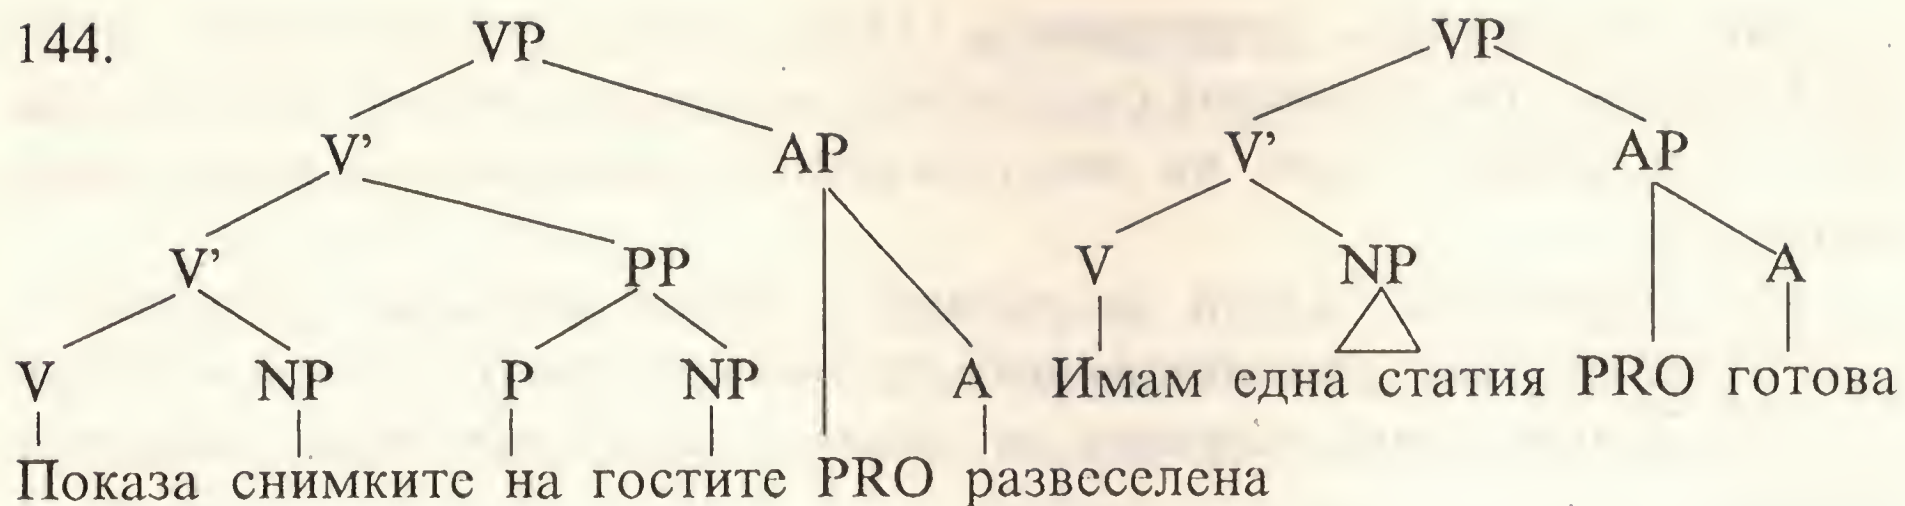 144. VP VP
V’ AP V’ AP
V’ PP V NP A
V NP P NP A Имам една статия PRO готова
Показа снимките на гостите PRO развеселена